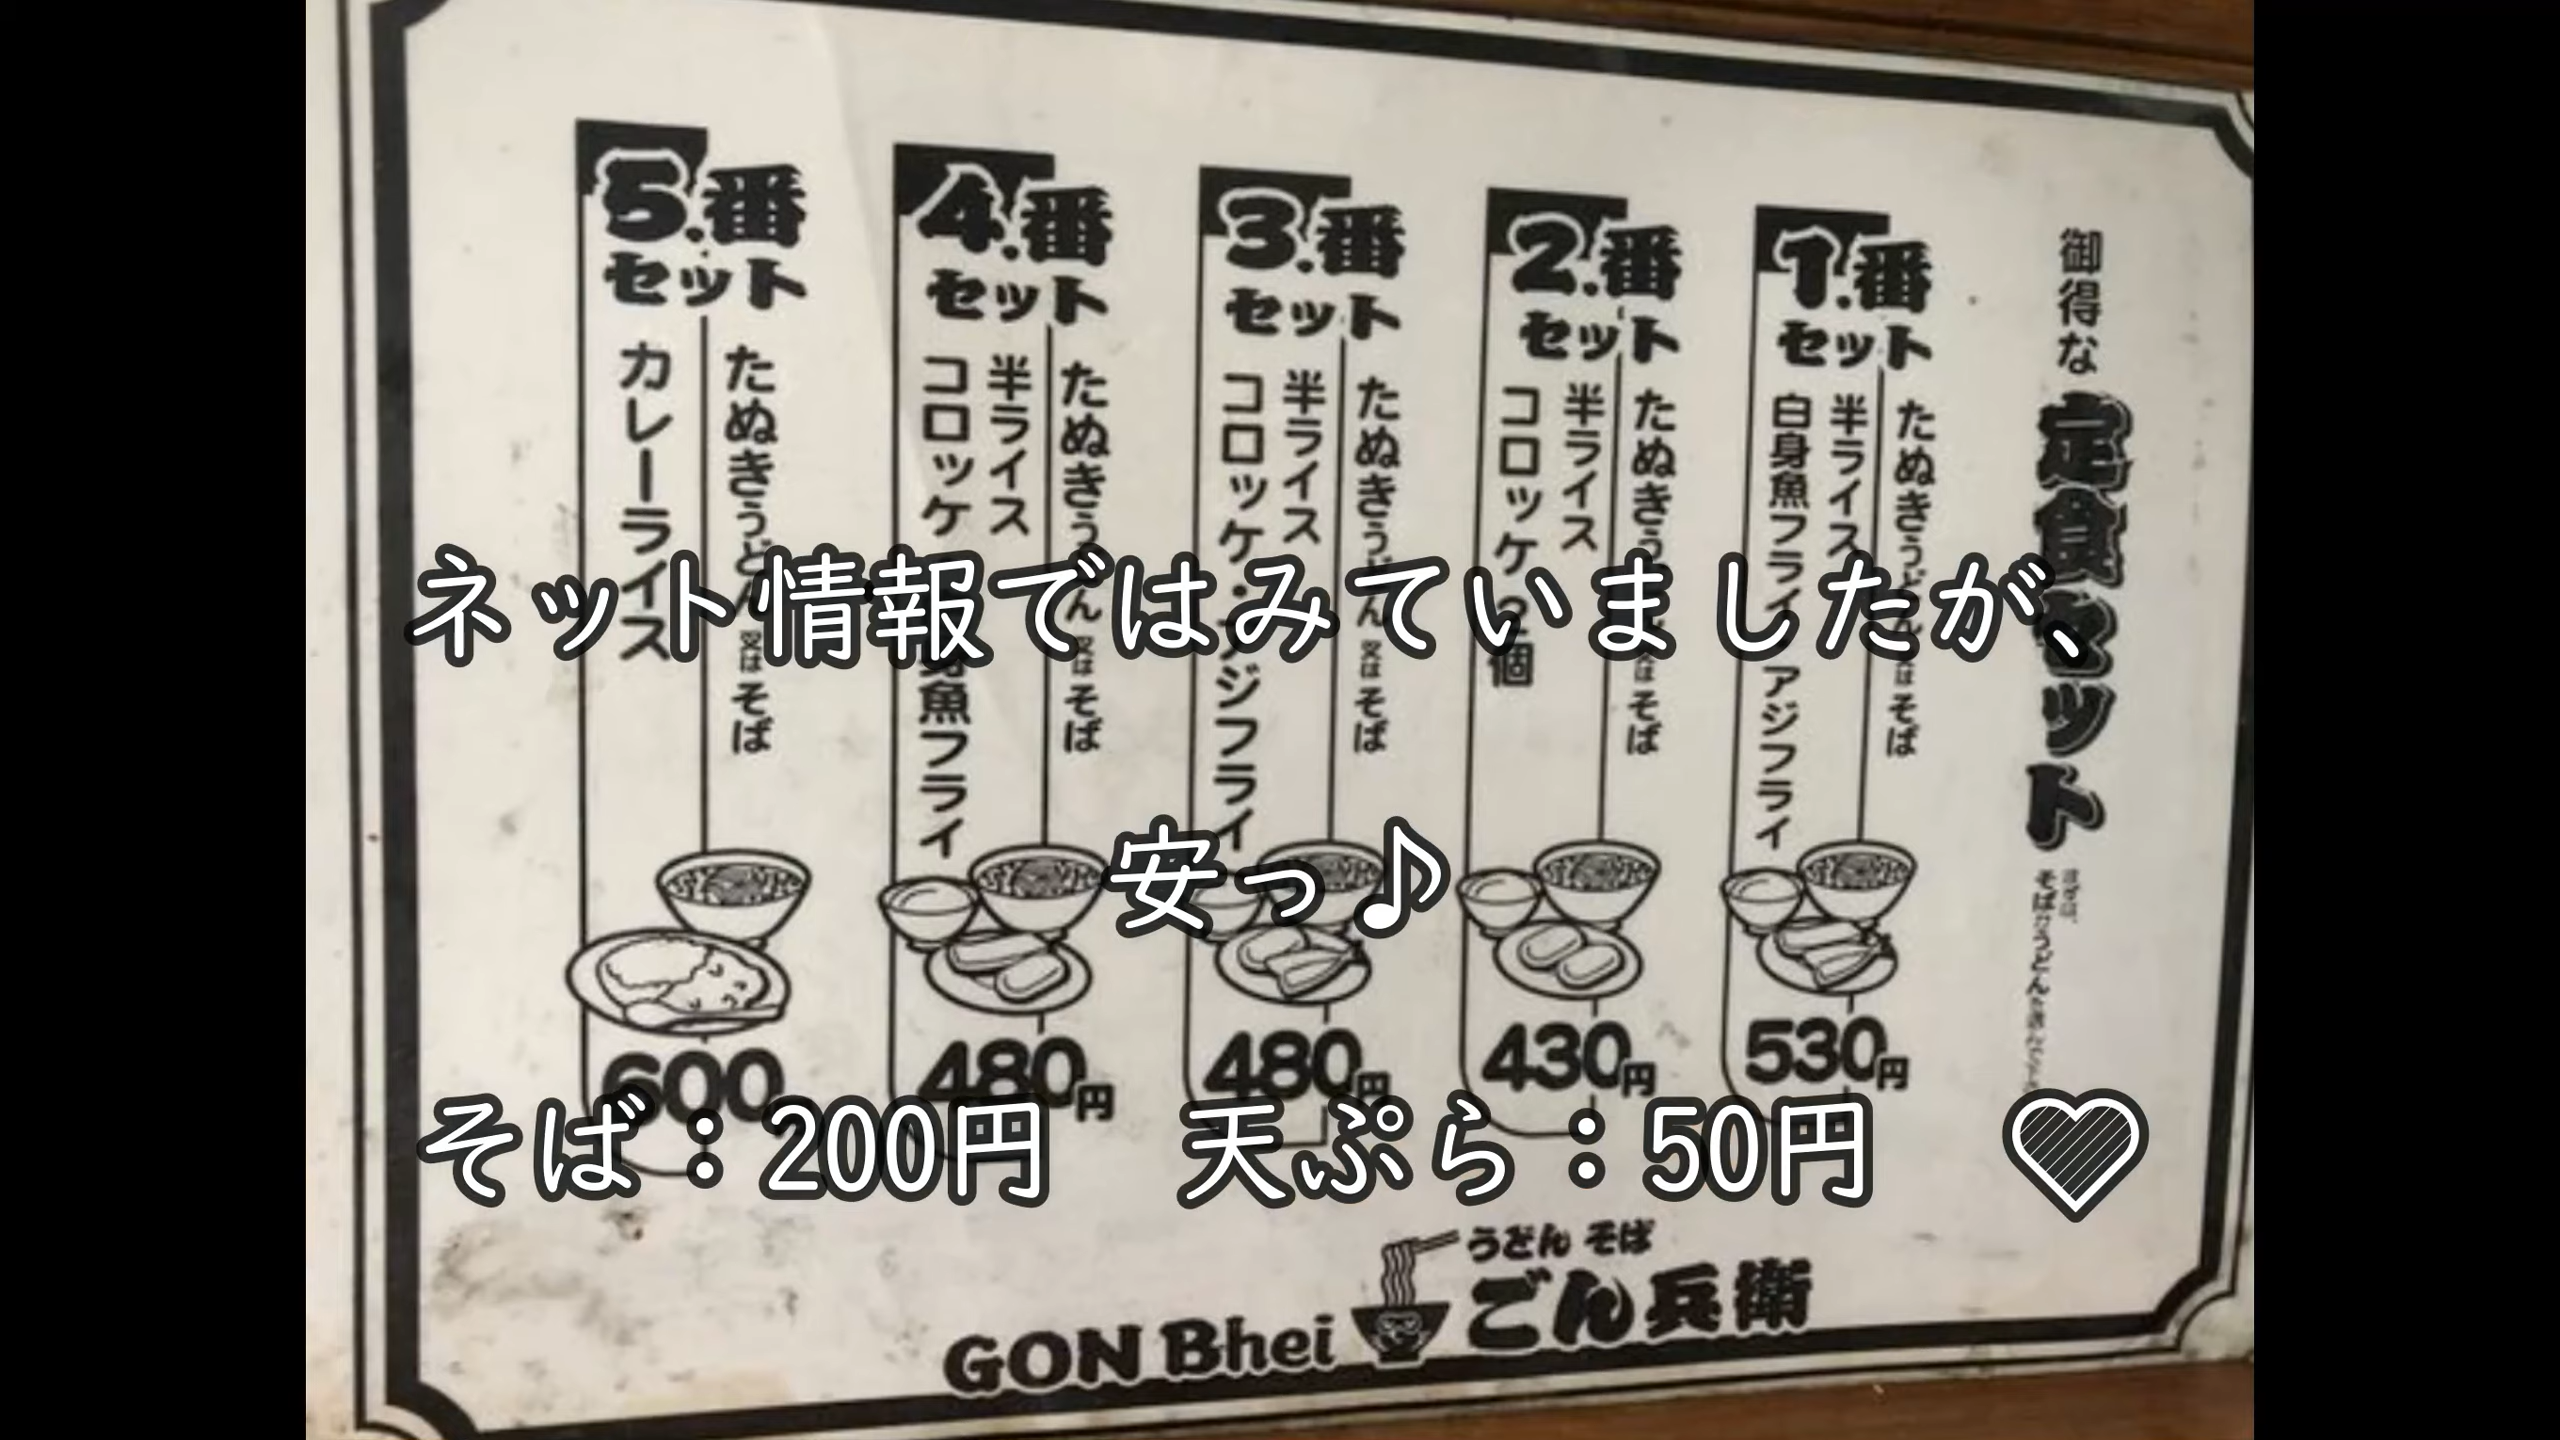 御得な 定食セット
そば
1.番
セット
たぬきうどん又はそば
半ライス
白身魚フライ アジフライ
530円
2.番
セット
たぬきう
はそば
半ライス
コロッケ2個
430円
3.番
セット
たぬきうどん又はそば
半ライス
コロッケ・アジフライ
480円
4.番
セット
たぬきうどん又はそば
半ライス
コロッケ 身魚フライ
480円
5.番
セット
たぬきうどん又はそば
カレーライス
600
うどん そば
GON Bhei ごん兵衛
ネット情報ではみていましたが、
安っ♪
そば：200円　天ぷら：50円　♥